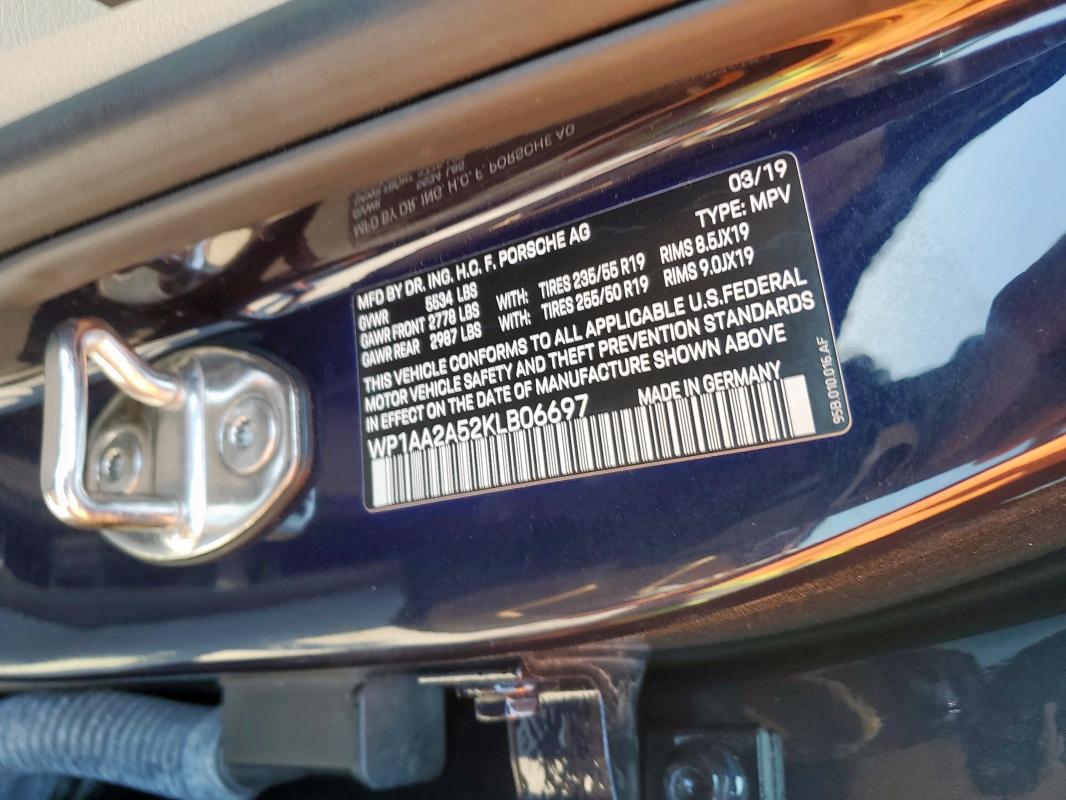 03/19
MFD BY DR. ING. H.C. F. PORSCHE AG TYPE: MPV
GVWR 5534 LBS
GAWR FRONT 2778 LBS WITH: TIRES 235/55 R19 RIMS 8.5JX19
GAWR REAR 2987 LBS WITH: TIRES 255/50 R19 RIMS 9.0JX19
THIS VEHICLE CONFORMS TO ALL APPLICABLE U.S.FEDERAL
MOTOR VEHICLE SAFETY AND THEFT PREVENTION STANDARDS
IN EFFECT ON THE DATE OF MANUFACTURE SHOWN ABOVE
WP1AA2A52KLB06697 MADE IN GERMANY
95B.010.016.AF